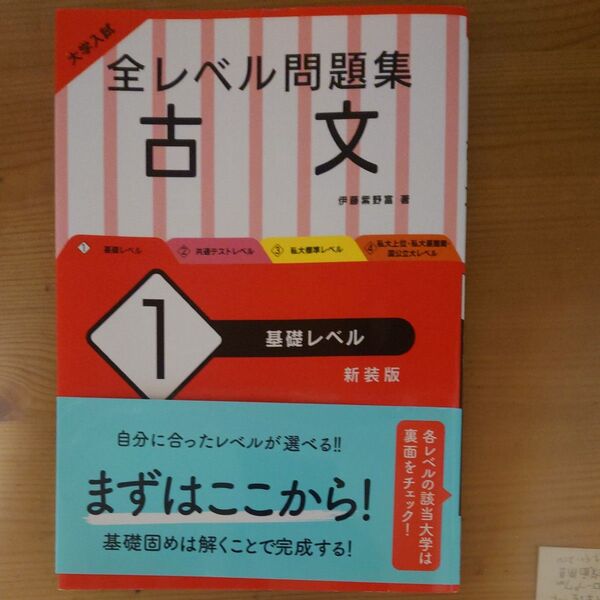 大学入試
全レベル問題集
古文
伊藤紫野富 著
① 基礎レベル
② 共通テストレベル
③ 私大標準レベル
④ 私大上位・私大最難関・
国公立大レベル
1
基礎レベル
新装版
自分に合ったレベルが選べる!!
まずはここから!
基礎固めは解くことで完成する!
各レベルの該当大学は
裏面をチェック!